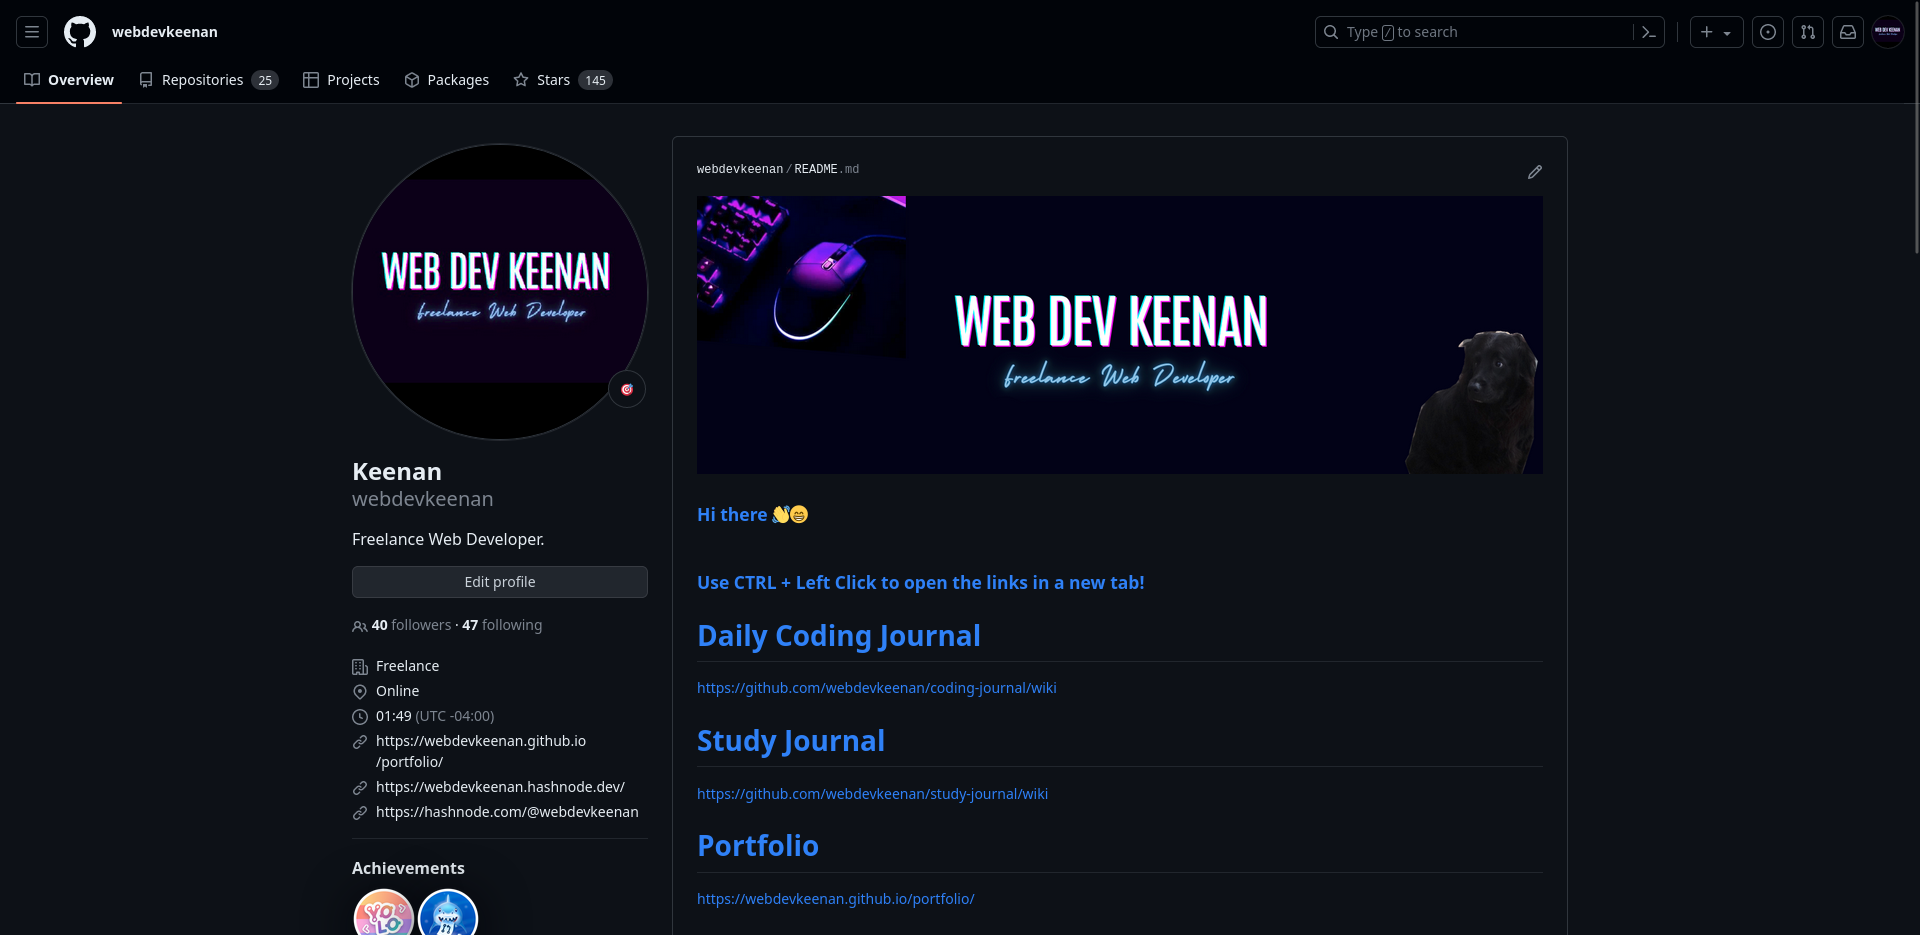 webdevkeenan
Type / to search
Overview
Repositories 25
Projects
Packages
Stars 145
WEB DEV KEENAN
freelance Web Developer
Keenan
webdevkeenan
Freelance Web Developer.
Edit profile
40 followers · 47 following
Freelance
Online
01:49 (UTC -04:00)
https://webdevkeenan.github.io
/portfolio/
https://webdevkeenan.hashnode.dev/
https://hashnode.com/@webdevkeenan
Achievements
YOLO
webdevkeenan/README.md
WEB DEV KEENAN
freelance Web Developer
Hi there 👋😄
Use CTRL + Left Click to open the links in a new tab!
Daily Coding Journal
https://github.com/webdevkeenan/coding-journal/wiki
Study Journal
https://github.com/webdevkeenan/study-journal/wiki
Portfolio
https://webdevkeenan.github.io/portfolio/